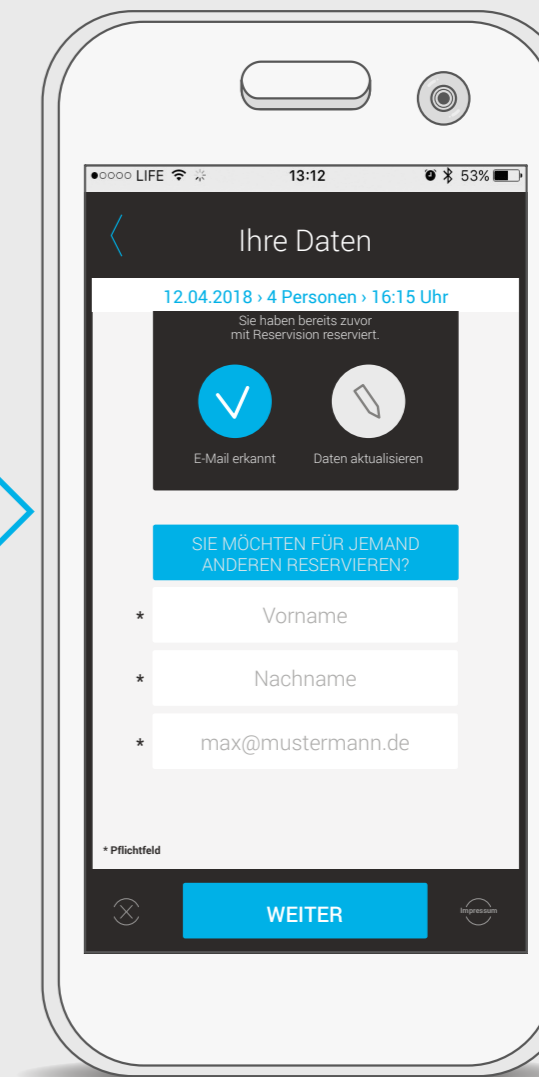 LIFE 13:12 53%
Ihre Daten
12.04.2018 › 4 Personen › 16:15 Uhr
Sie haben bereits zuvor
mit Reservision reserviert.
E-Mail erkannt Daten aktualisieren
SIE MÖCHTEN FÜR JEMAND
ANDEREN RESERVIEREN?
* Vorname
* Nachname
* max@mustermann.de
* Pflichtfeld
WEITER Impressum